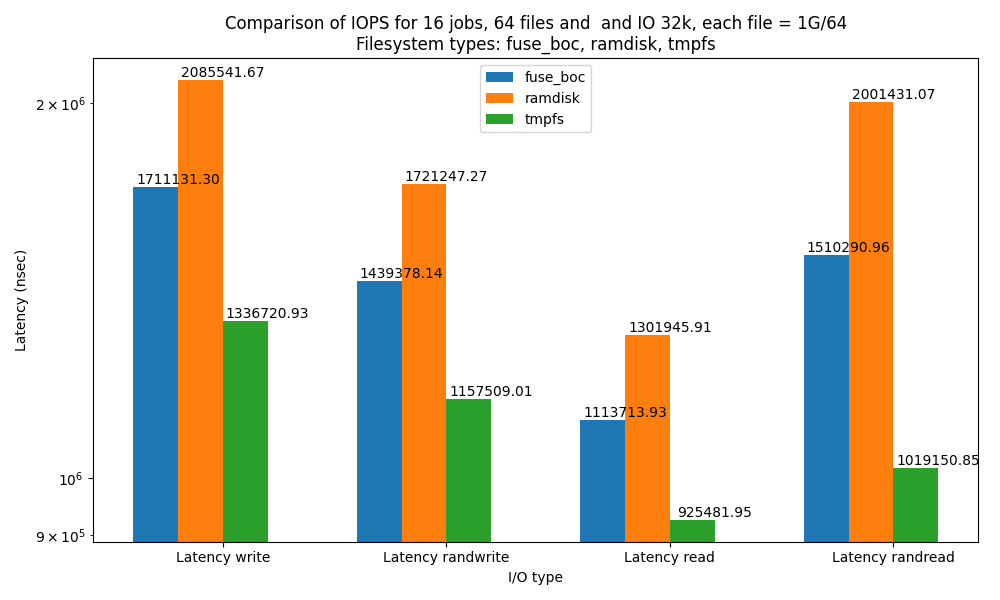 Comparison of IOPS for 16 jobs, 64 files and  and IO 32k, each file = 1G/64
Filesystem types: fuse_boc, ramdisk, tmpfs
fuse_boc
ramdisk
tmpfs
2 × 10⁶
10⁶
9 × 10⁵
Latency (nsec)
1711131.30
2085541.67
1336720.93
1439378.14
1721247.27
1157509.01
1113713.93
1301945.91
925481.95
1510290.96
2001431.07
1019150.85
Latency write
Latency randwrite
Latency read
Latency randread
I/O type